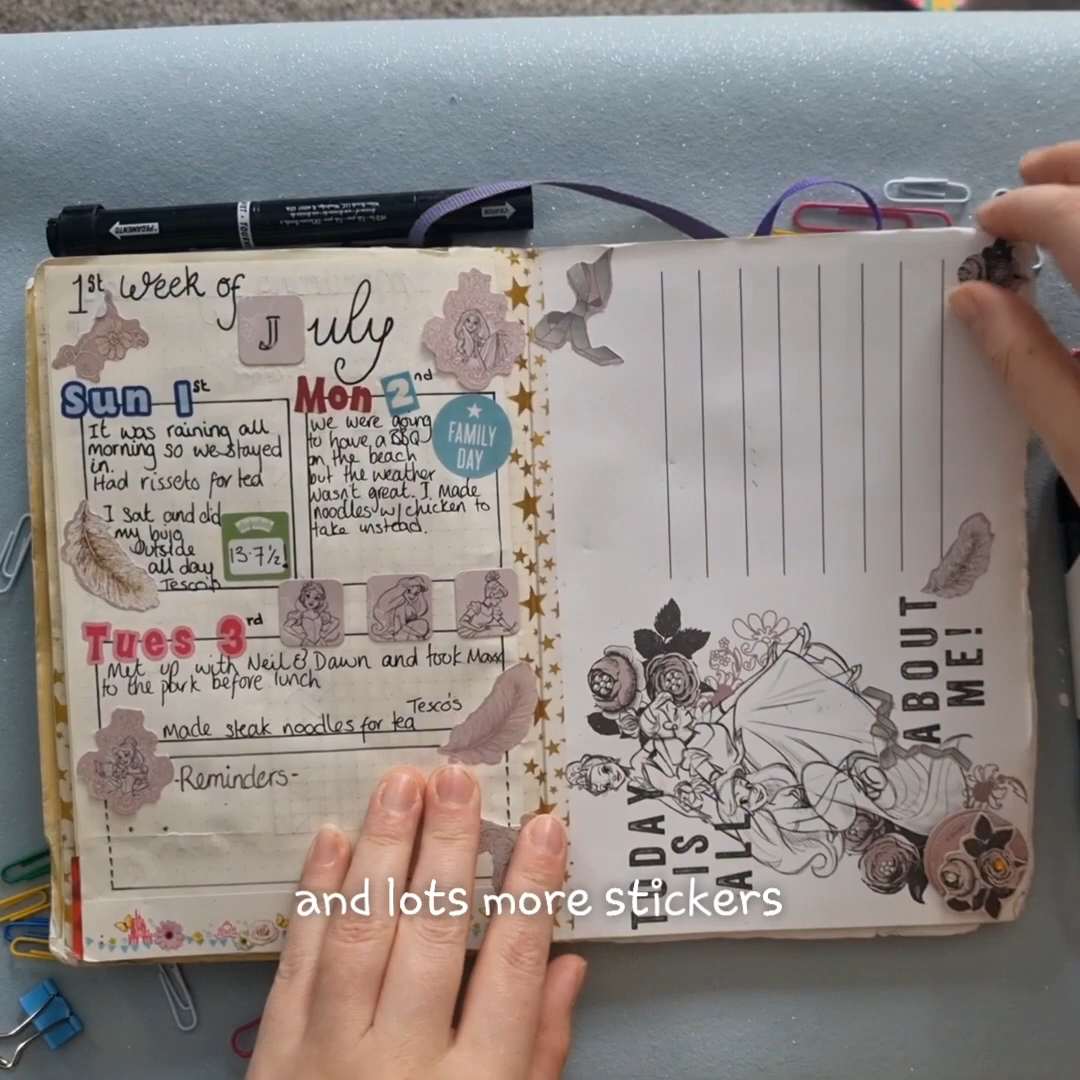 1st Week of
July
Sun 1st
It was raining all
morning so we stayed
in.
Had rissets for tea
I sat and did
my bujo
outside
all day
Tesco's
13·7½!
Mon 2nd
We were going
to have a BBQ
on the beach
but the weather
wasn't great. I made
noodles w/chicken to
take instead.
FAMILY
DAY
Tues 3rd
Met up with Neil & Dawn and took Max
to the park before lunch
Tesco's
Made steak noodles for tea
-Reminders-
TODAY
IS
ALL
ABOUT
ME!
PEGAMENTO
and lots more stickers